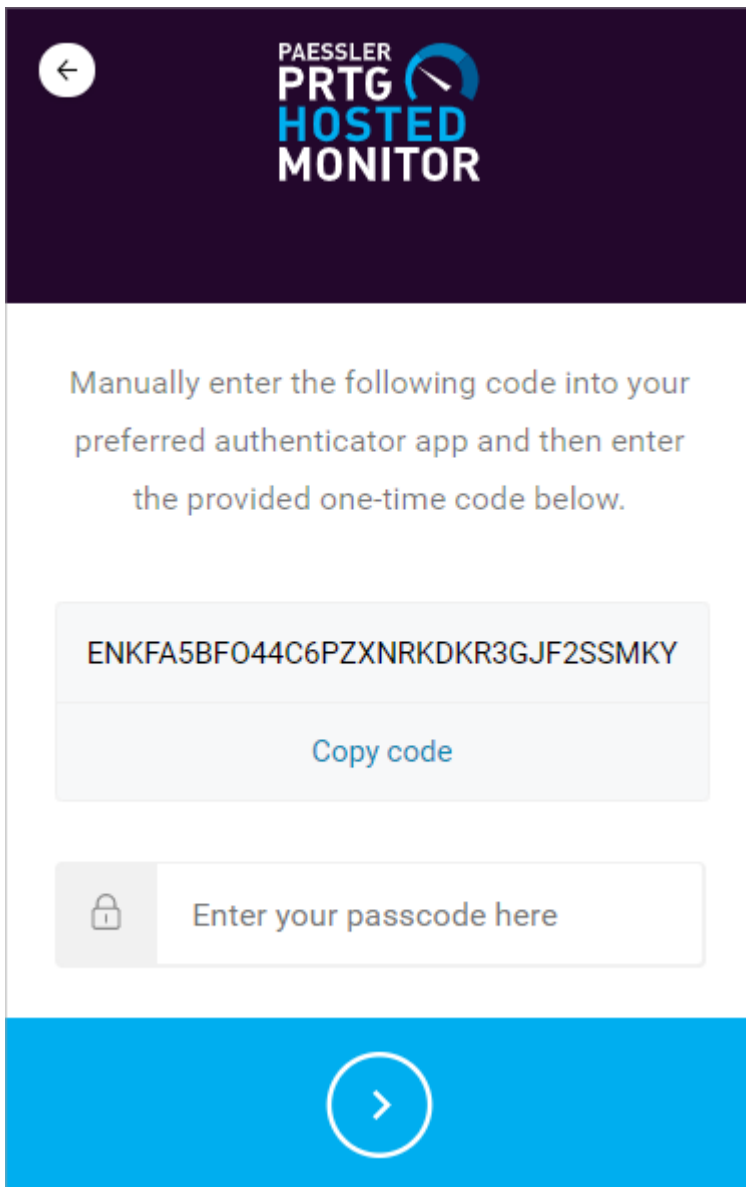 PAESSLER
PRTG
HOSTED
MONITOR
Manually enter the following code into your
preferred authenticator app and then enter
the provided one-time code below.
ENKFA5BFO44C6PZXNRKDKR3GJF2SSMKY
Copy code
Enter your passcode here